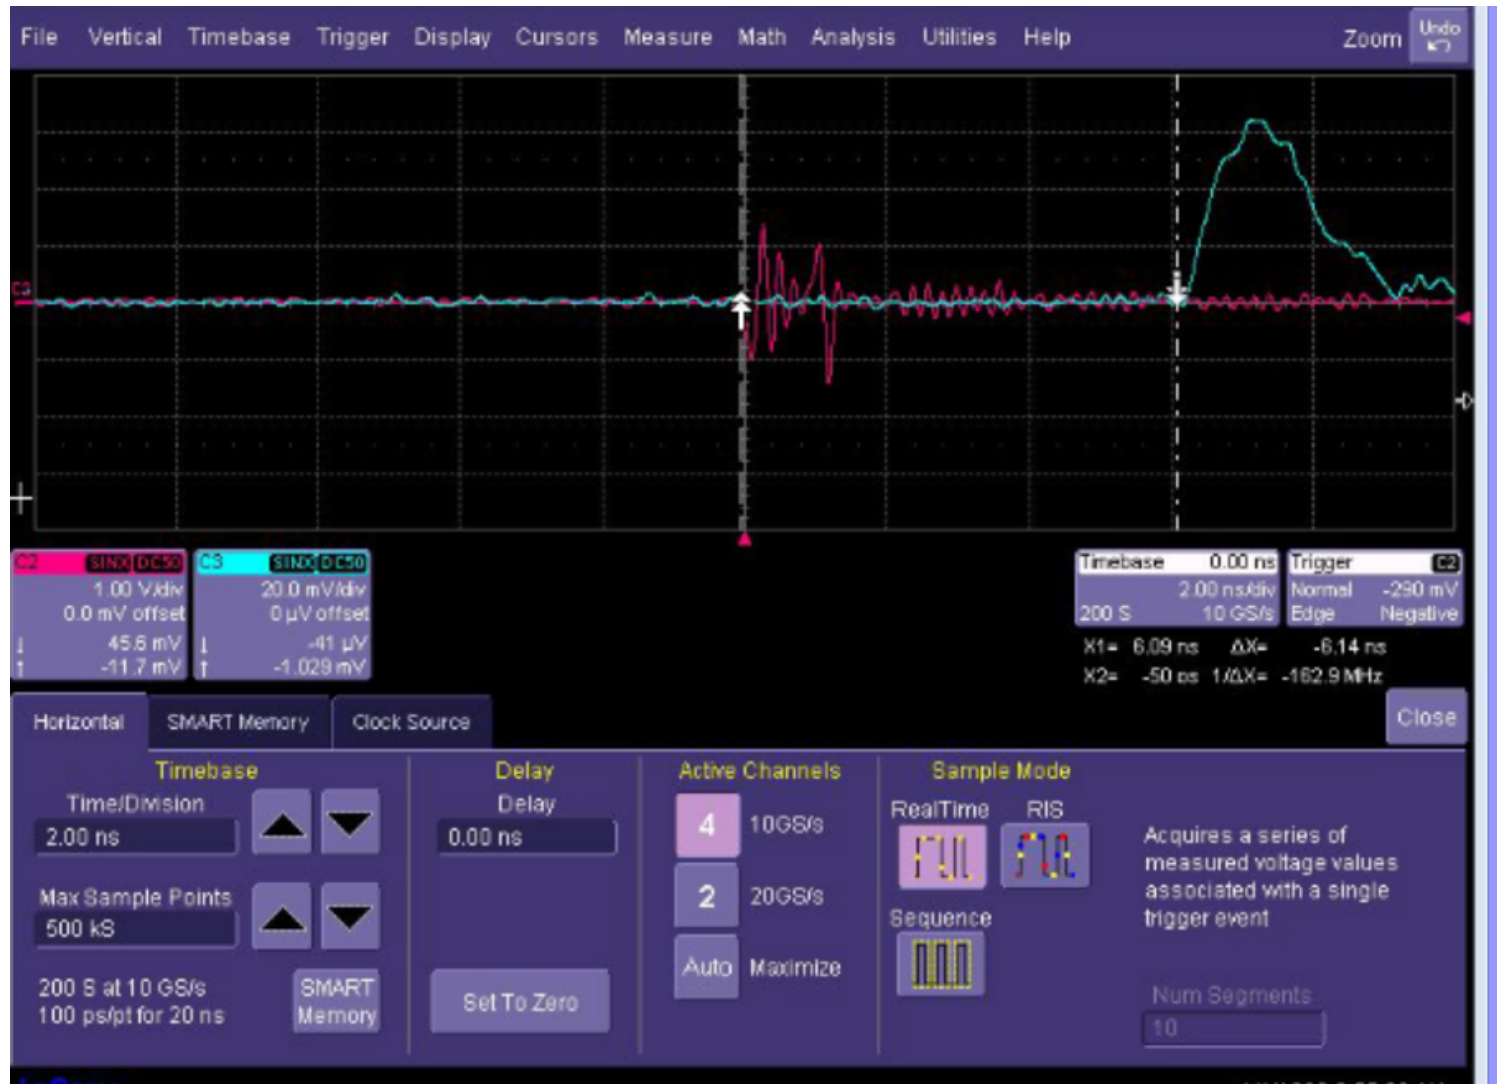 File Vertical Timebase Trigger Display Cursors Measure Math Analysis Utilities Help Zoom Undo
C3
C2 SINX DC50
1.00 V/div
0.0 mV offset
45.6 mV
-11.7 mV
C3 SINX DC50
20.0 mV/div
0 µV offset
-41 µV
-1.029 mV
Timebase 0.00 ns
2.00 ns/div
200 S 10 GS/s
Trigger C2
Normal -290 mV
Edge Negative
X1= 6.09 ns ΔX= -6.14 ns
X2= -50 ps 1/ΔX= -162.9 MHz
Close
Horizontal SMART Memory Clock Source
Timebase
Time/Division
2.00 ns
Max Sample Points
500 kS
200 S at 10 GS/s
100 ps/pt for 20 ns
SMART
Memory
Delay
Delay
0.00 ns
Set To Zero
Active Channels
4 10GS/s
2 20GS/s
Auto Maximize
Sample Mode
RealTime RIS
Sequence
Acquires a series of
measured voltage values
associated with a single
trigger event
Num Segments
10